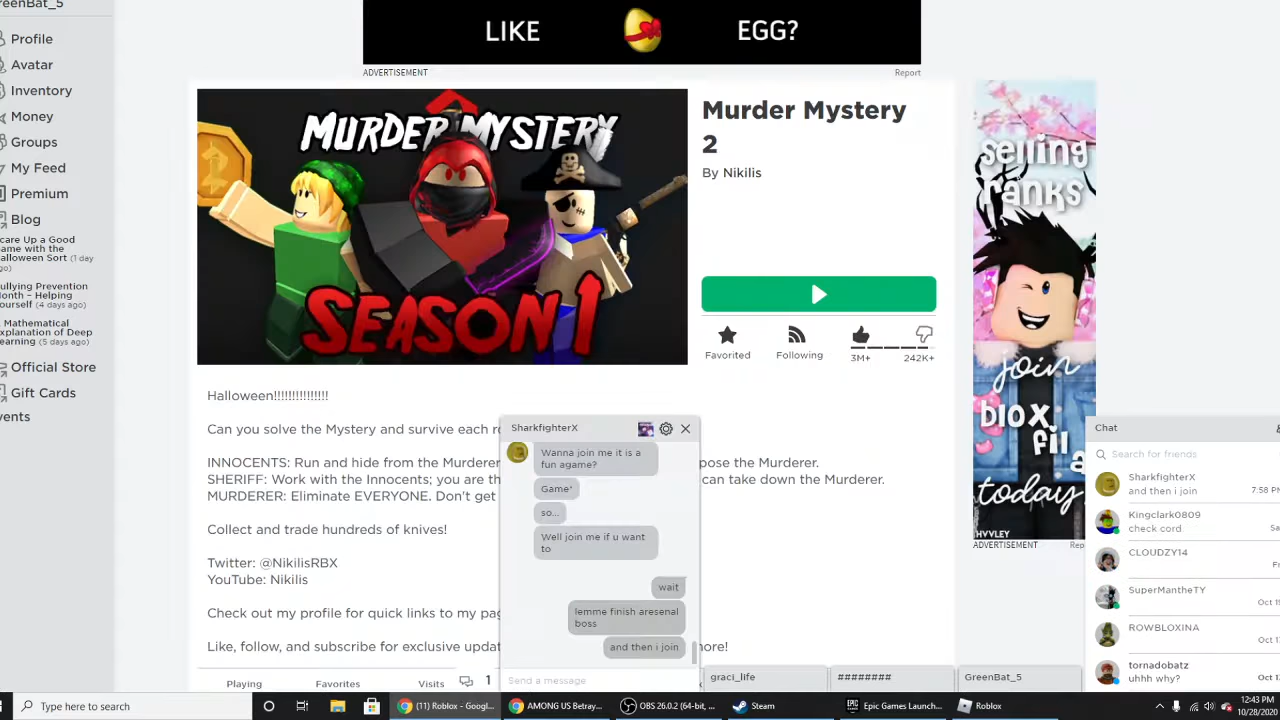 GreenBat_5
Profile
Avatar
Inventory
Money
Groups
My Feed
Premium
Blog
care Up a Good
ame with the
alloween Sort (1 day
go)
ullying Prevention
onth - Helping
ourself (4 days ago)
Mathematical
xplanation of Deep
earning (5 days ago)
Official Store
Gift Cards
vents
LIKE EGG?
ADVERTISEMENT Report
MURDER MYSTERY
2
SEASON 1
Murder Mystery
2
By Nikilis
Favorited Following 3M+ 242K+
Halloween!!!!!!!!!!!!!!!
Can you solve the Mystery and survive each r
INNOCENTS: Run and hide from the Murderer pose the Murderer.
SHERIFF: Work with the Innocents; you are th can take down the Murderer.
MURDERER: Eliminate EVERYONE. Don't get
Collect and trade hundreds of knives!
Twitter: @NikilisRBX
YouTube: Nikilis
Check out my profile for quick links to my pag
Like, follow, and subscribe for exclusive updat ore!
Playing Favorites Visits 1
SharkfighterX
Wanna join me it is a
fun agame?
Game*
so...
Well join me if u want
to
wait
lemme finish aresenal
boss
and then i join
Send a message
graci_life ######## GreenBat_5
selling
ranks
join
blox
fil
a
today
HVVLEY
ADVERTISEMENT Rep
Chat
Search for friends
SharkfighterX
and then i join 7:58 PM
Kingclark0809
check cord Sa
CLOUDZY14
Fr
SuperMantheTY
Oct 19
ROWBLOXINA
Oct 1
tornadobatz
uhhh why? Oct 1
Type here to search
(11) Roblox - Googl...
AMONG US Betray...
OBS 26.0.2 (64-bit, ...
Steam
Epic Games Launch...
Roblox
12:43 PM
10/28/2020